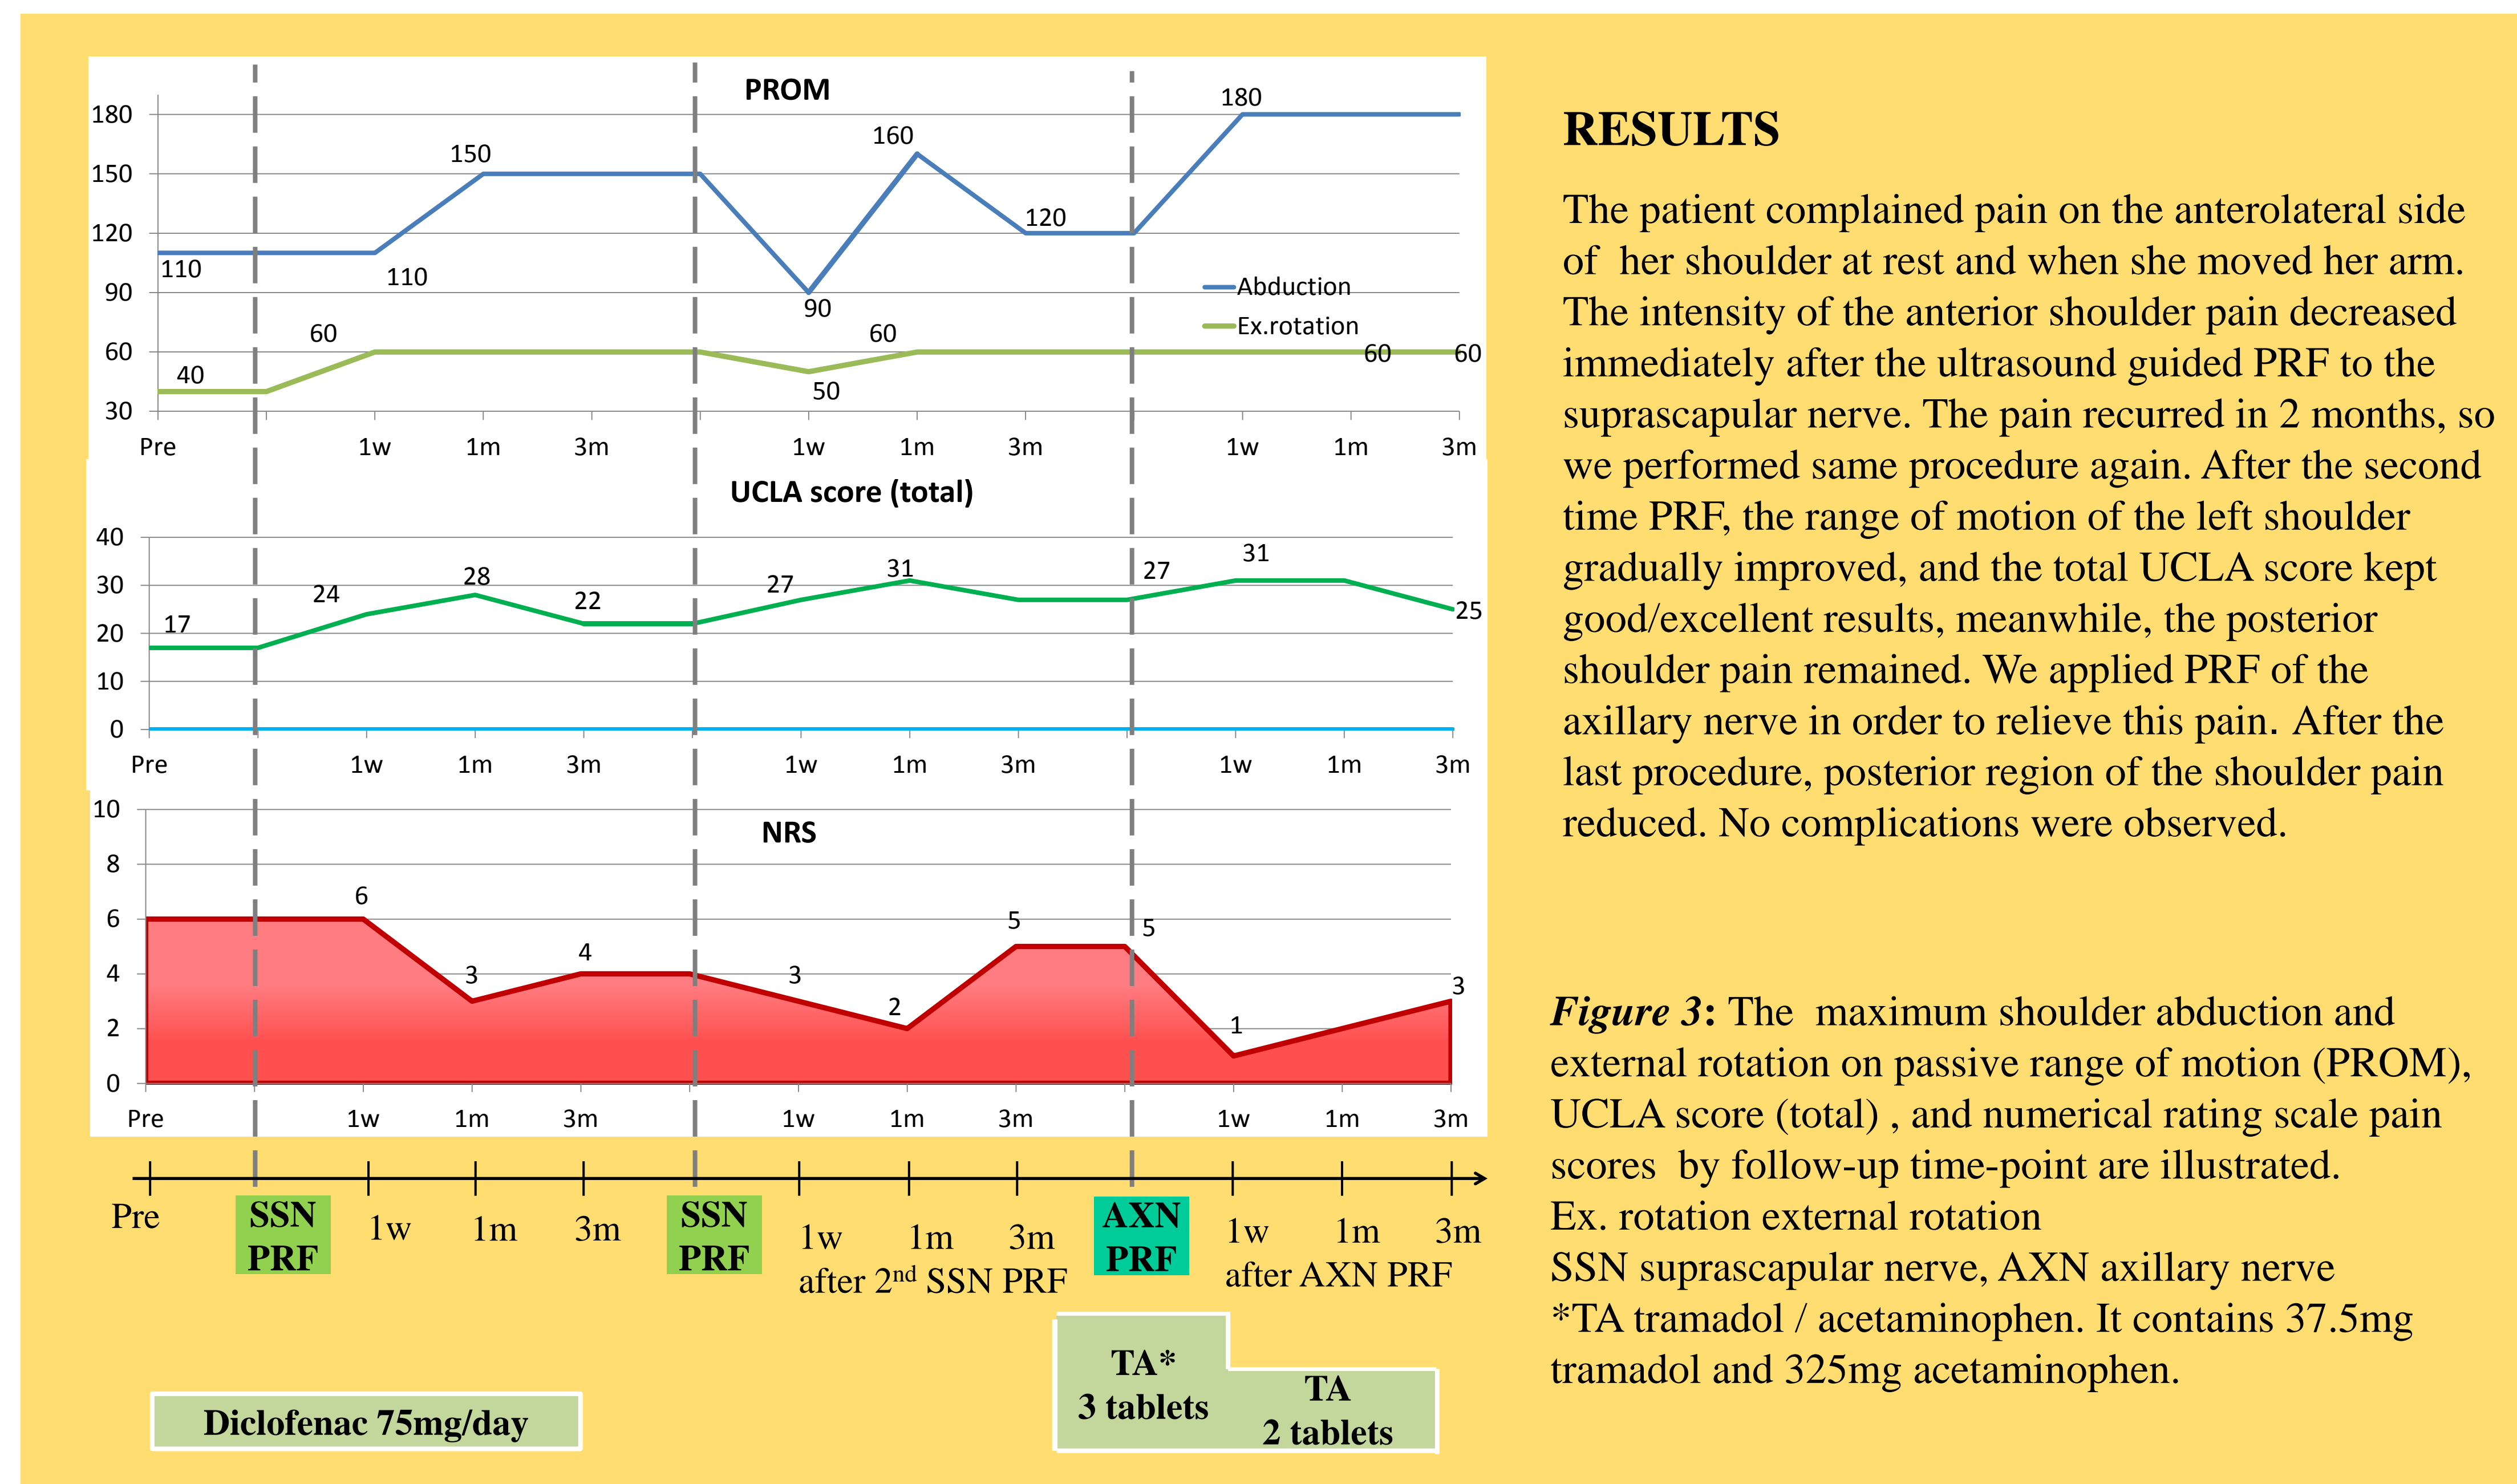 PROM
180
150
120
90
60
30
110
110
150
90
160
120
180
40
60
50
60
60
60
Abduction
Ex.rotation
Pre 1w 1m 3m 1w 1m 3m 1w 1m 3m
UCLA score (total)
40
30
20
10
0
17
24
28
22
27
31
27
31
25
Pre 1w 1m 3m 1w 1m 3m 1w 1m 3m
NRS
10
8
6
4
2
0
6
3
4
3
2
5
5
1
3
Pre 1w 1m 3m 1w 1m 3m 1w 1m 3m
Pre
SSN
PRF
1w 1m 3m
SSN
PRF
1w 1m 3m
after 2nd SSN PRF
AXN
PRF
1w 1m 3m
after AXN PRF
TA*
3 tablets
TA
2 tablets
Diclofenac 75mg/day
RESULTS
The patient complained pain on the anterolateral side
of her shoulder at rest and when she moved her arm.
The intensity of the anterior shoulder pain decreased
immediately after the ultrasound guided PRF to the
suprascapular nerve. The pain recurred in 2 months, so
we performed same procedure again. After the second
time PRF, the range of motion of the left shoulder
gradually improved, and the total UCLA score kept
good/excellent results, meanwhile, the posterior
shoulder pain remained. We applied PRF of the
axillary nerve in order to relieve this pain. After the
last procedure, posterior region of the shoulder pain
reduced. No complications were observed.
Figure 3: The maximum shoulder abduction and
external rotation on passive range of motion (PROM),
UCLA score (total) , and numerical rating scale pain
scores by follow-up time-point are illustrated.
Ex. rotation external rotation
SSN suprascapular nerve, AXN axillary nerve
*TA tramadol / acetaminophen. It contains 37.5mg
tramadol and 325mg acetaminophen.